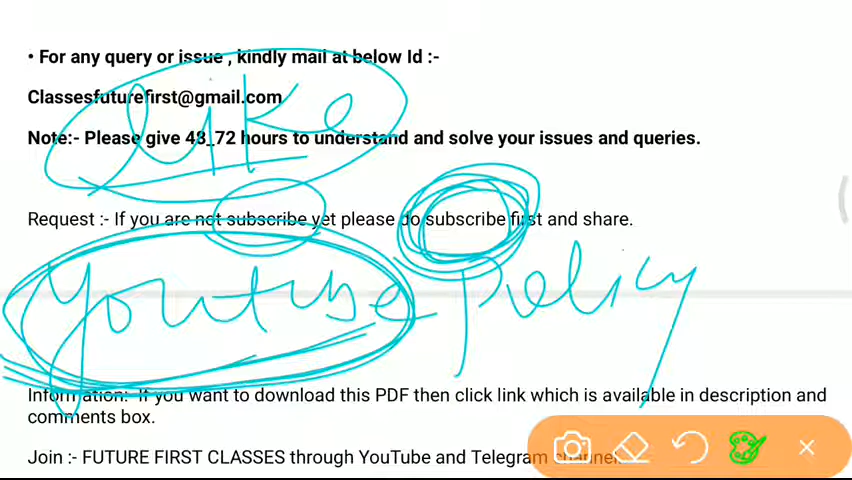 • For any query or issue , kindly mail at below Id :-
Classesfuturefirst@gmail.com
Like
Note:- Please give 48_72 hours to understand and solve your issues and queries.
Request :- If you are not subscribe yet please do subscribe first and share.
Youtube Policy
Information:- If you want to download this PDF then click link which is available in description and
comments box.
Join :- FUTURE FIRST CLASSES through YouTube and Telegram channel.